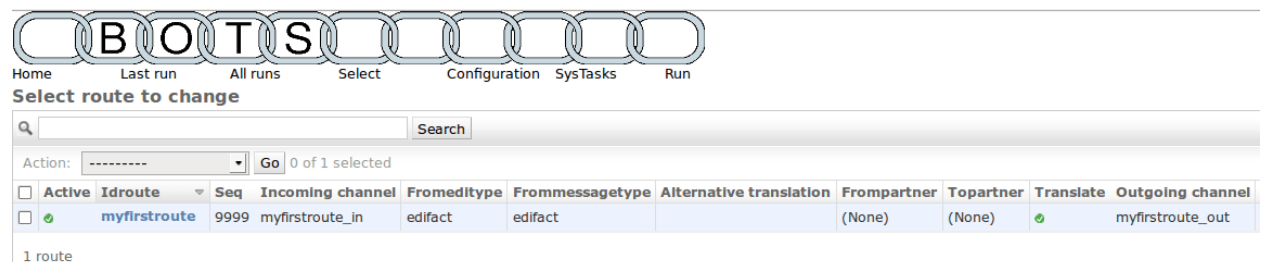 BOTS
Home Last run All runs Select Configuration SysTasks Run
Select route to change
Search
Action: --------- Go 0 of 1 selected
Active Idroute Seq Incoming channel Fromeditype Frommessagetype Alternative translation Frompartner Topartner Translate Outgoing channel
myfirstroute 9999 myfirstroute_in edifact edifact (None) (None) myfirstroute_out
1 route